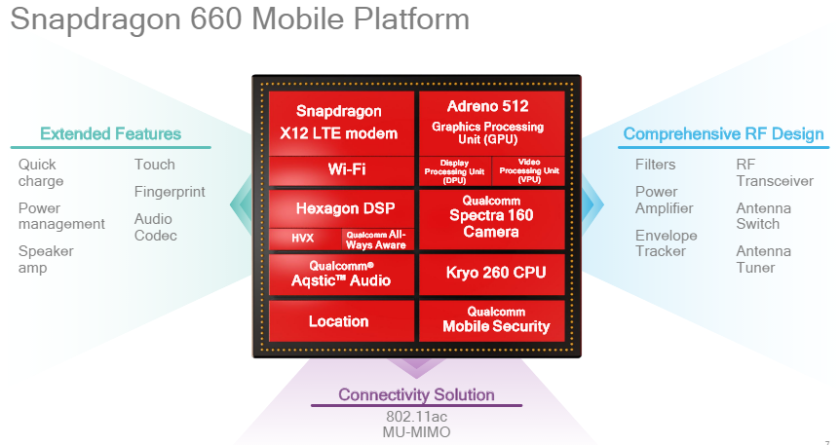 Snapdragon 660 Mobile Platform
Extended Features
Quick
charge
Power
management
Speaker
amp
Touch
Fingerprint
Audio
Codec
Snapdragon
X12 LTE modem
Wi-Fi
Hexagon DSP
HVX
Qualcomm All-
Ways Aware
Qualcomm®
Aqstic™ Audio
Location
Adreno 512
Graphics Processing
Unit (GPU)
Display
Processing Unit
(DPU)
Video
Processing Unit
(VPU)
Qualcomm
Spectra 160
Camera
Kryo 260 CPU
Qualcomm
Mobile Security
Comprehensive RF Design
Filters
Power
Amplifier
Envelope
Tracker
RF
Transceiver
Antenna
Switch
Antenna
Tuner
Connectivity Solution
802.11ac
MU-MIMO